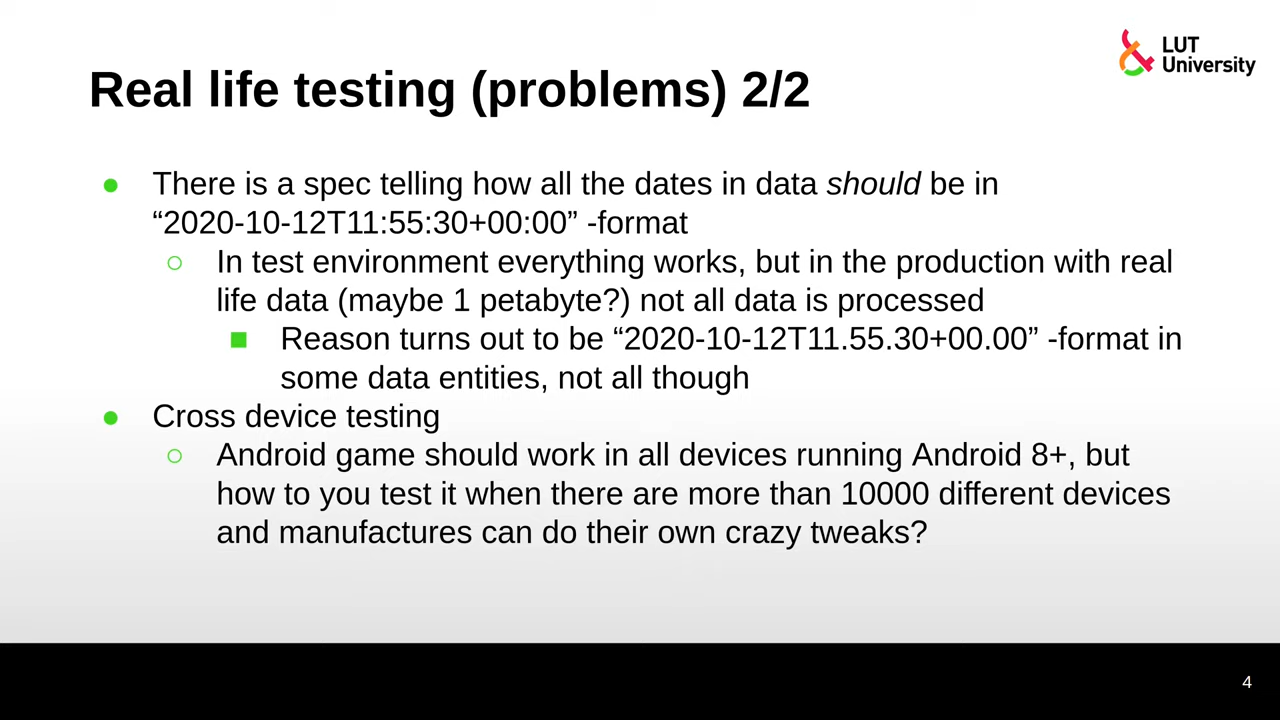 LUT
University
Real life testing (problems) 2/2
● There is a spec telling how all the dates in data should be in
“2020-10-12T11:55:30+00:00” -format
○ In test environment everything works, but in the production with real
life data (maybe 1 petabyte?) not all data is processed
■ Reason turns out to be “2020-10-12T11.55.30+00.00” -format in
some data entities, not all though
● Cross device testing
○ Android game should work in all devices running Android 8+, but
how to you test it when there are more than 10000 different devices
and manufactures can do their own crazy tweaks?
4